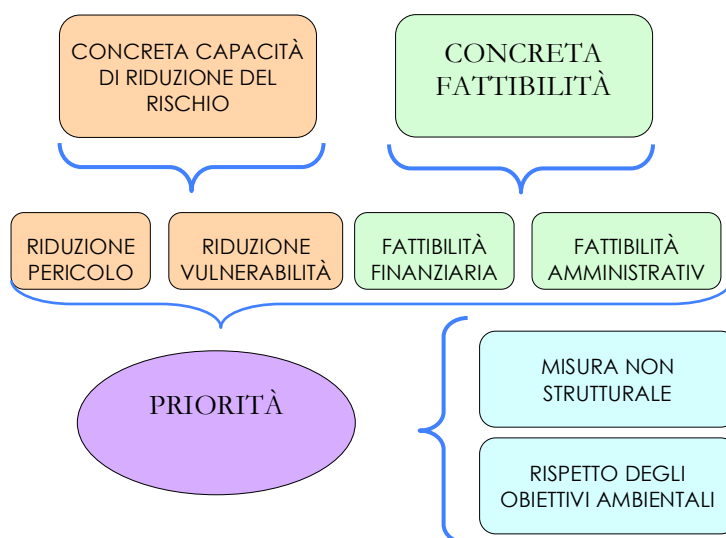 CONCRETA CAPACITÀ
DI RIDUZIONE DEL
RISCHIO
CONCRETA
FATTIBILITÀ
RIDUZIONE
PERICOLO
RIDUZIONE
VULNERABILITÀ
FATTIBILITÀ
FINANZIARIA
FATTIBILITÀ
AMMINISTRATIV
PRIORITÀ
MISURA NON
STRUTTURALE
RISPETTO DEGLI
OBIETTIVI AMBIENTALI